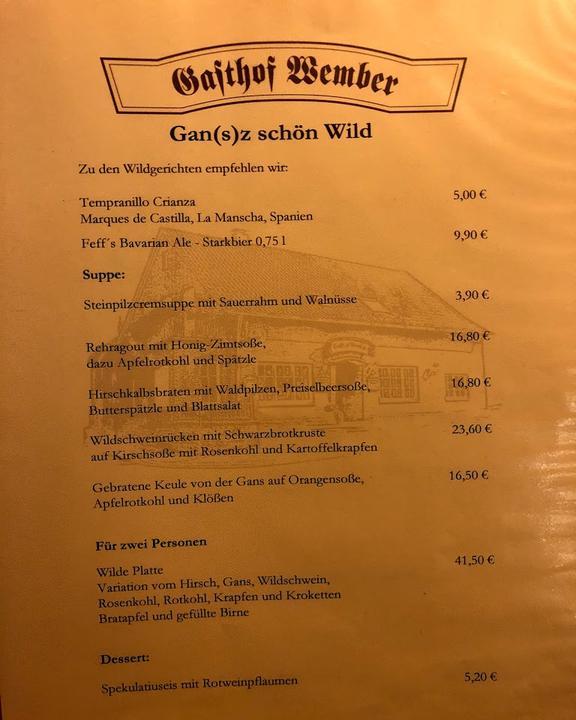 Gasthof Wember
Gan(s)z schön Wild
Zu den Wildgerichten empfehlen wir:
Tempranillo Crianza 5,00 €
Marques de Castilla, La Manscha, Spanien
Feff´s Bavarian Ale - Starkbier 0,75 l 9,90 €
Suppe:
Steinpilzcremsuppe mit Sauerrahm und Walnüsse 3,90 €
Rehragout mit Honig-Zimtsoße, 16,80 €
dazu Apfelrotkohl und Spätzle
Hirschkalbsbraten mit Waldpilzen, Preiselbeersoße, 16,80 €
Butterspätzle und Blattsalat
Wildschweinrücken mit Schwarzbrotkruste 23,60 €
auf Kirschsoße mit Rosenkohl und Kartoffelkrapfen
Gebratene Keule von der Gans auf Orangensoße, 16,50 €
Apfelrotkohl und Klößen
Für zwei Personen
Wilde Platte 41,50 €
Variation vom Hirsch, Gans, Wildschwein,
Rosenkohl, Rotkohl, Krapfen und Kroketten
Bratapfel und gefüllte Birne
Dessert:
Spekulatiuseis mit Rotweinpflaumen 5,20 €